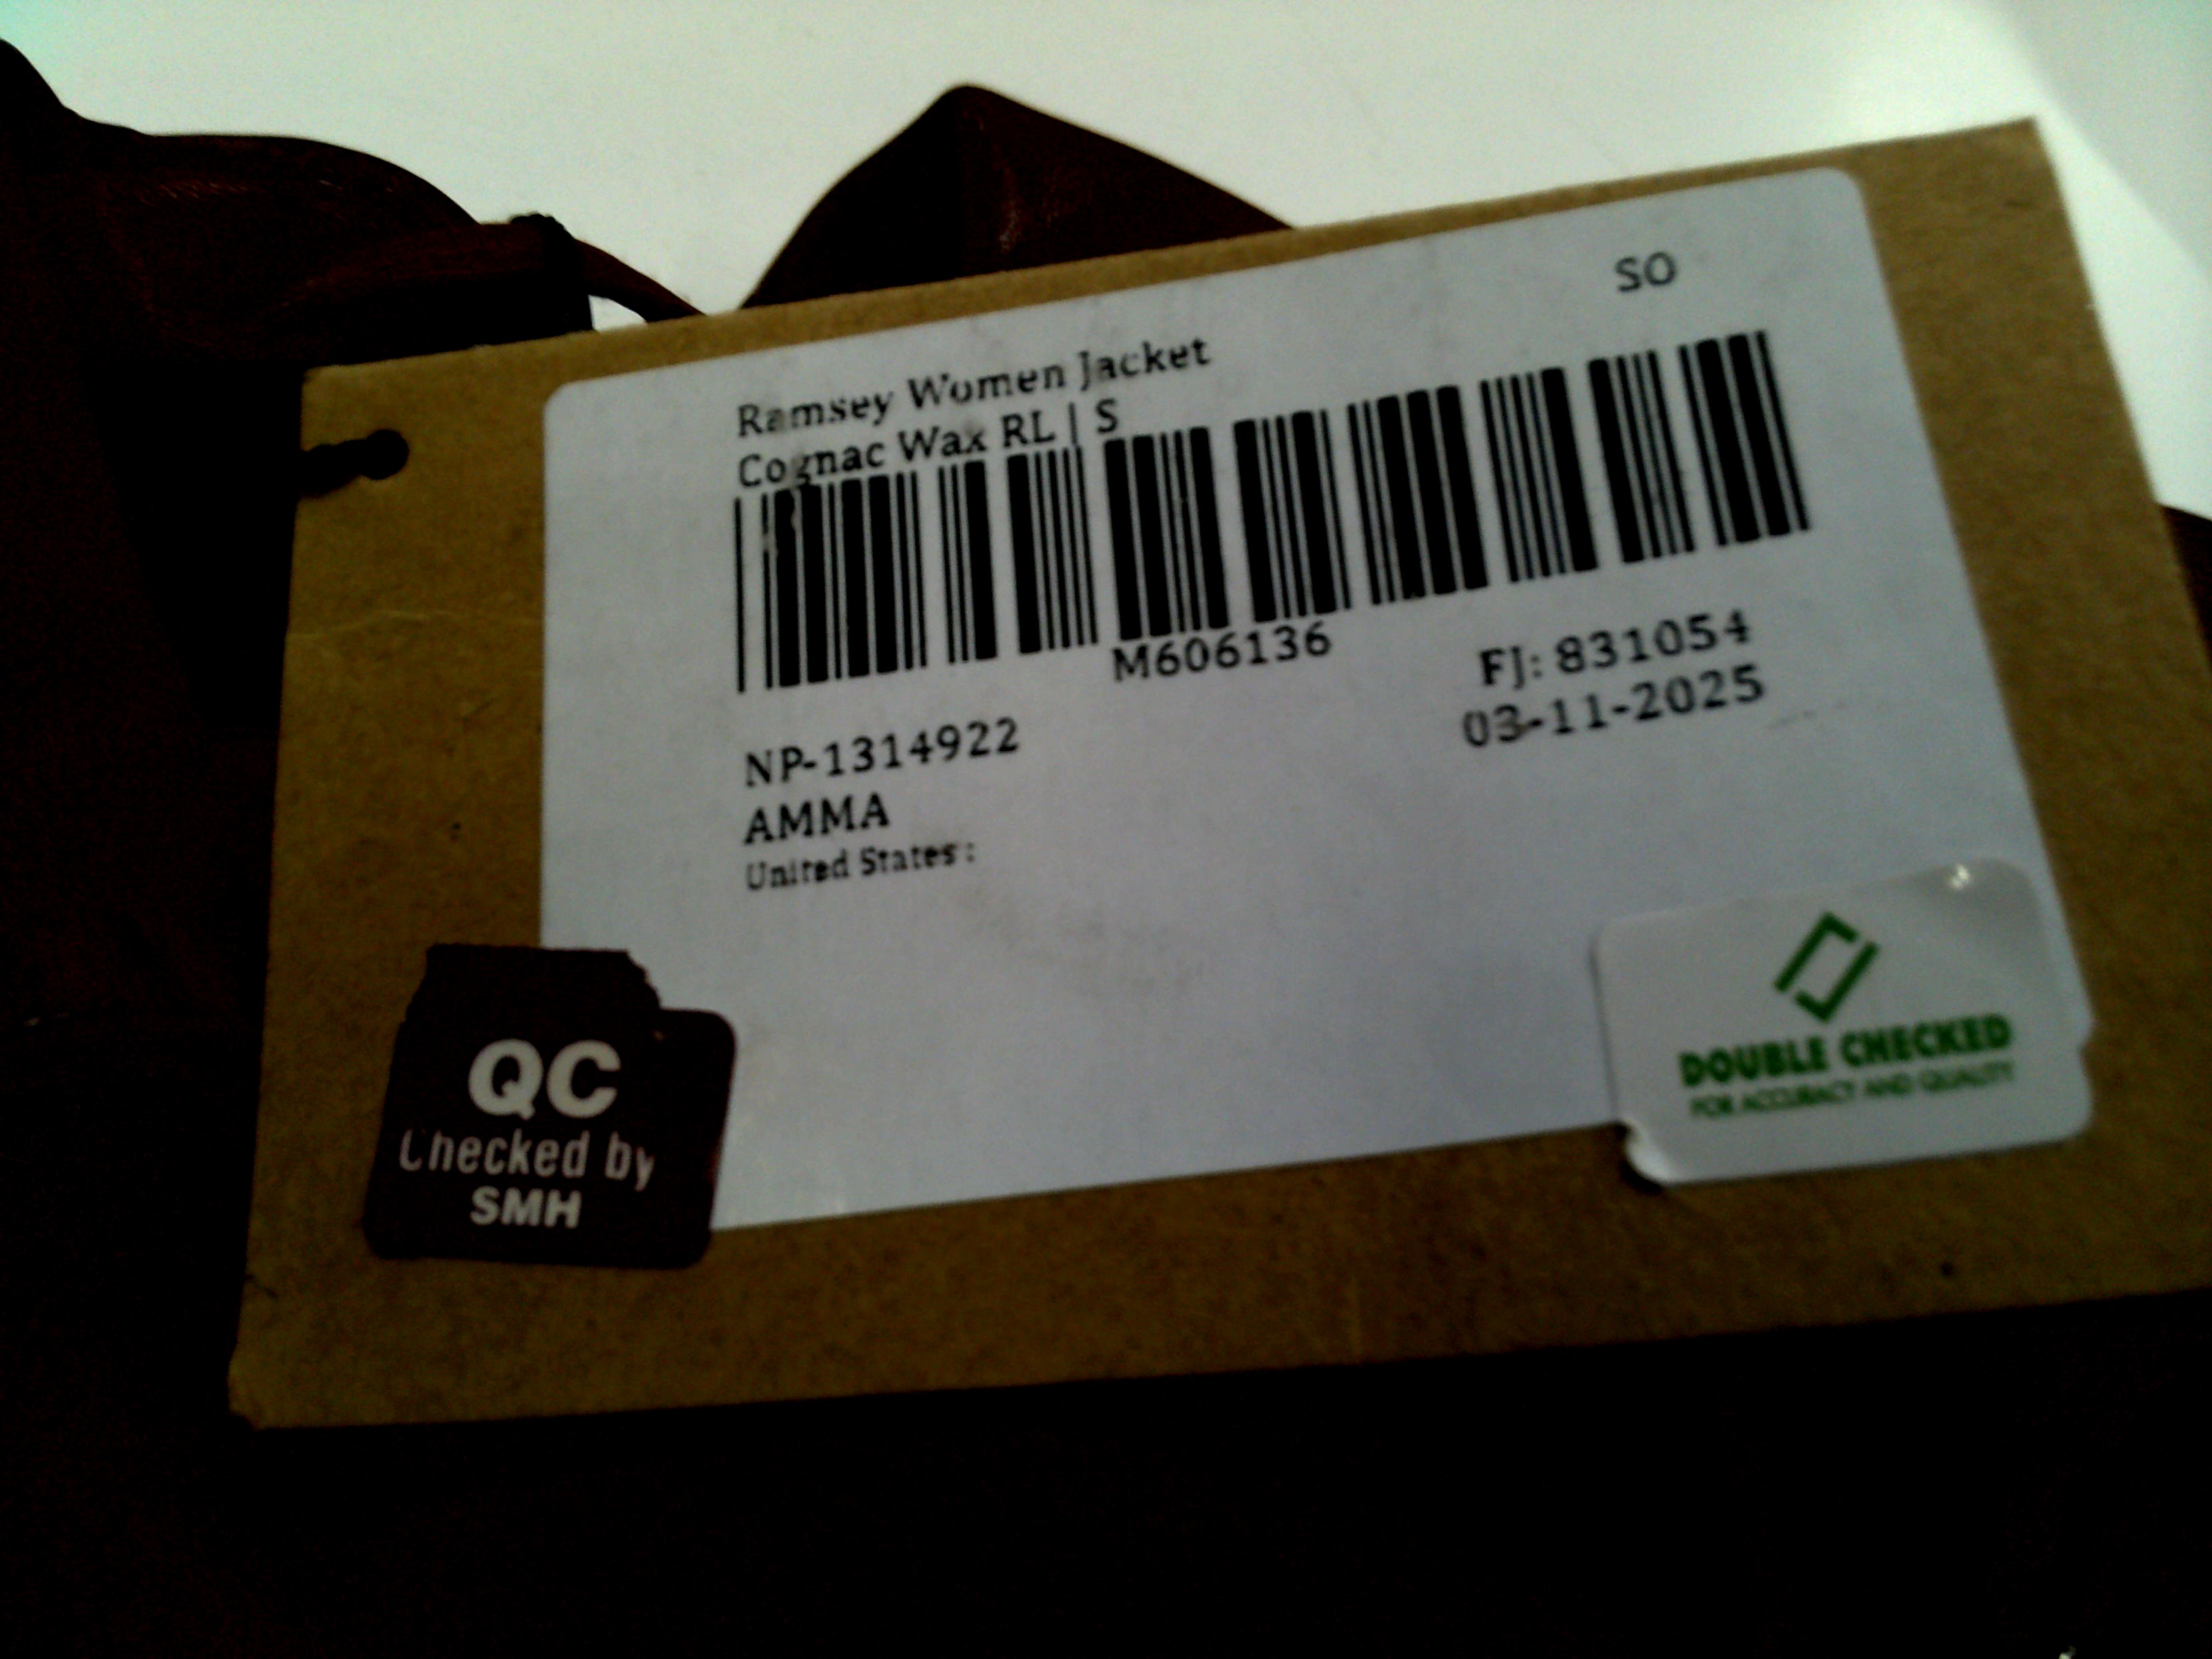 SO
Ramsey Women Jacket
Cognac Wax RL | S
M606136
FJ: 831054
03-11-2025
NP-1314922
AMMA
United States :
QC
Checked by
SMH
DOUBLE CHECKED
FOR ACCURACY AND QUALITY